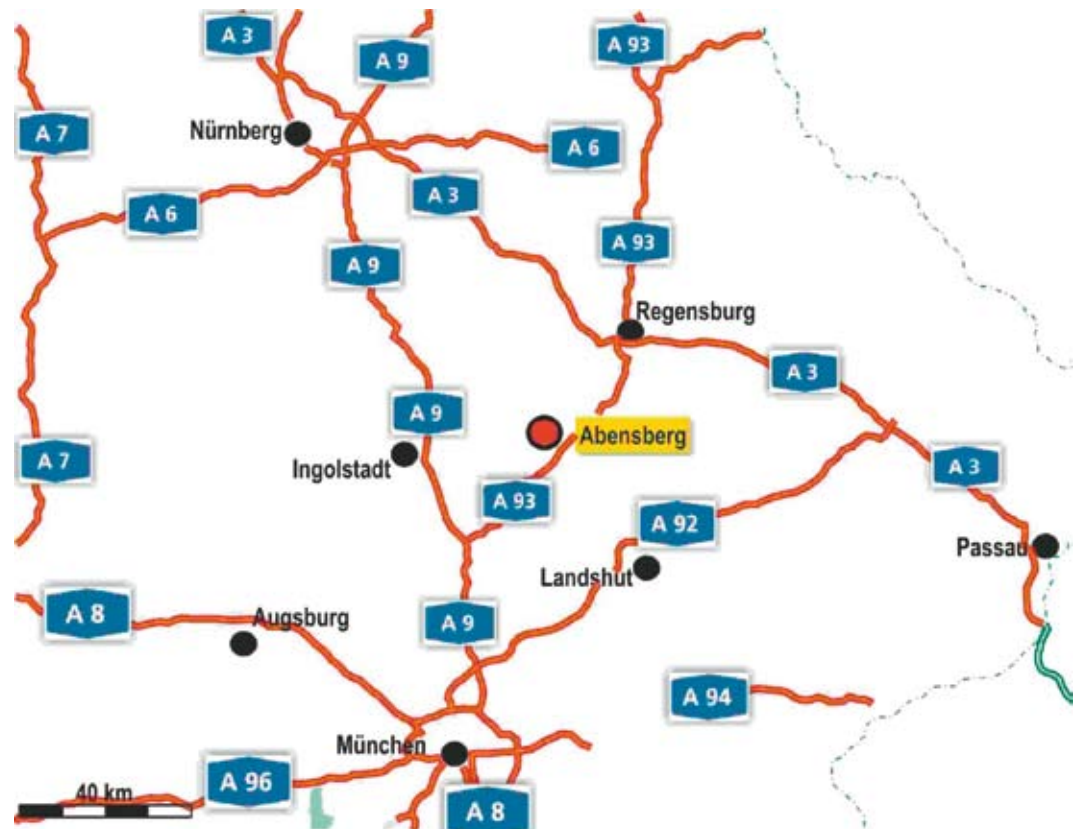 A 3
A 9
A 93
A 7
Nürnberg
A 6
A 6
A 3
A 93
A 9
Regensburg
A 3
A 9
Abensberg
Ingolstadt
A 7
A 3
A 93
A 92
Passau
Landshut
A 8
Augsburg
A 9
A 94
München
A 96
40 km
A 8